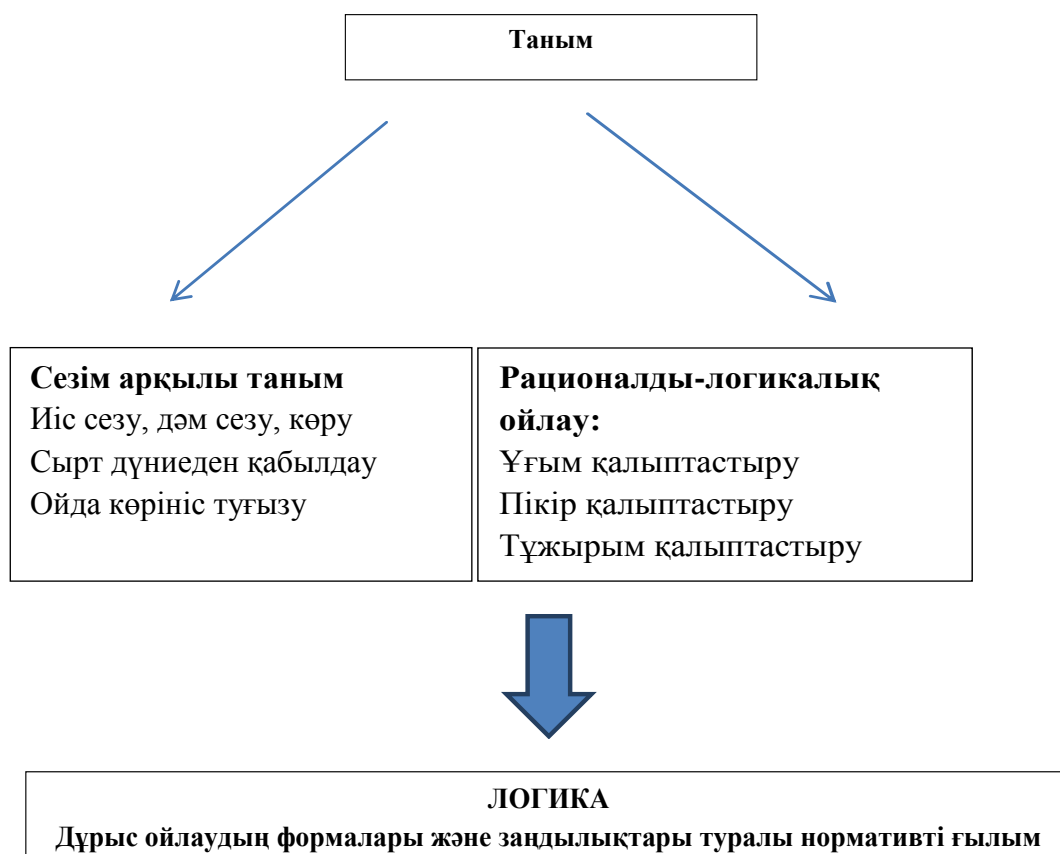 Таным
Сезім арқылы таным
Иіс сезу, дәм сезу, көру
Сырт дүниеден қабылдау
Ойда көрініс туғызу
Рационалды-логикалық
ойлау:
Ұғым қалыптастыру
Пікір қалыптастыру
Тұжырым қалыптастыру
ЛОГИКА
Дұрыс ойлаудың формалары және заңдылықтары туралы нормативті ғылым